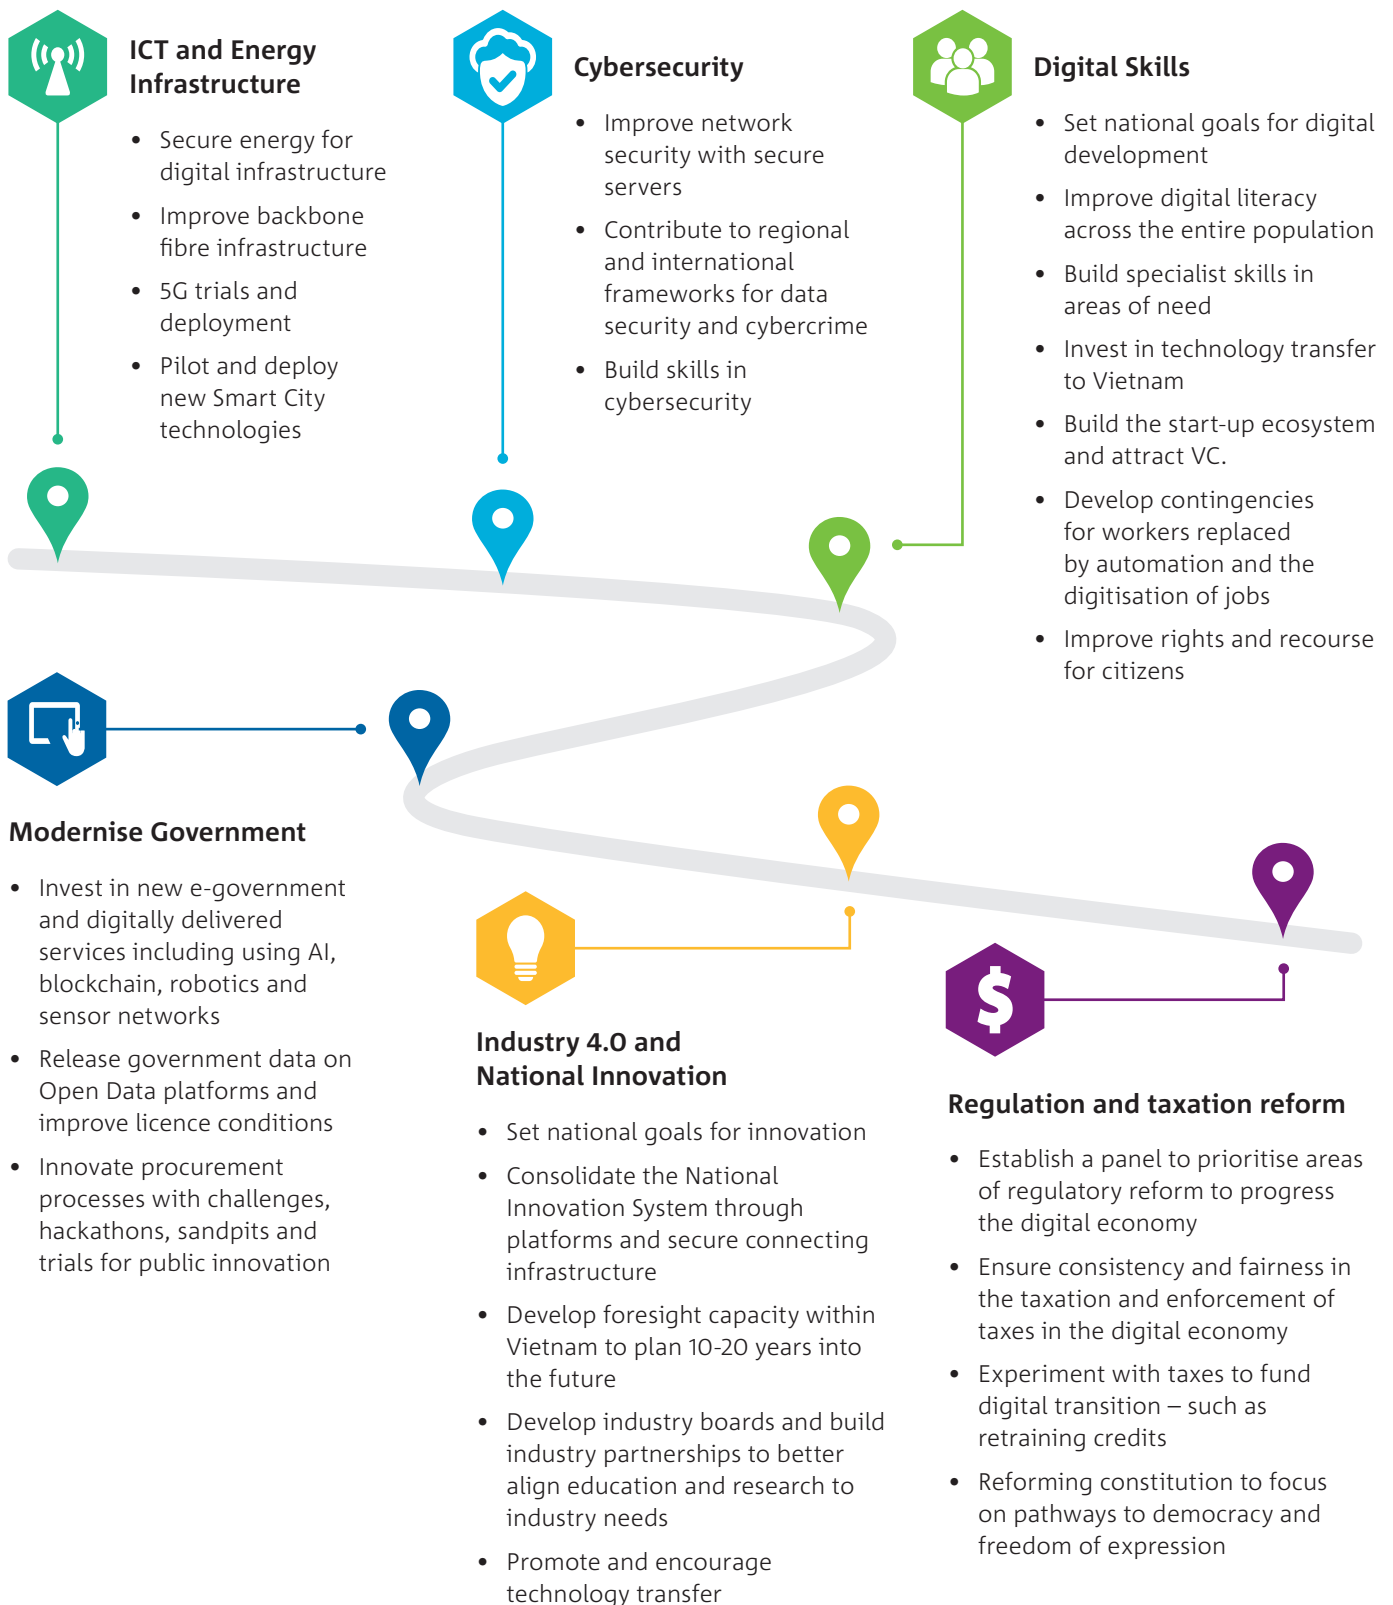 ICT and Energy
Infrastructure
• Secure energy for
digital infrastructure
• Improve backbone
fibre infrastructure
• 5G trials and
deployment
• Pilot and deploy
new Smart City
technologies
Cybersecurity
• Improve network
security with secure
servers
• Contribute to regional
and international
frameworks for data
security and cybercrime
• Build skills in
cybersecurity
Digital Skills
• Set national goals for digital
development
• Improve digital literacy
across the entire population
• Build specialist skills in
areas of need
• Invest in technology transfer
to Vietnam
• Build the start-up ecosystem
and attract VC.
• Develop contingencies
for workers replaced
by automation and the
digitisation of jobs
• Improve rights and recourse
for citizens
Modernise Government
• Invest in new e-government
and digitally delivered
services including using AI,
blockchain, robotics and
sensor networks
• Release government data on
Open Data platforms and
improve licence conditions
• Innovate procurement
processes with challenges,
hackathons, sandpits and
trials for public innovation
Industry 4.0 and
National Innovation
• Set national goals for innovation
• Consolidate the National
Innovation System through
platforms and secure connecting
infrastructure
• Develop foresight capacity within
Vietnam to plan 10-20 years into
the future
• Develop industry boards and build
industry partnerships to better
align education and research to
industry needs
• Promote and encourage
technology transfer
$
Regulation and taxation reform
• Establish a panel to prioritise areas
of regulatory reform to progress
the digital economy
• Ensure consistency and fairness in
the taxation and enforcement of
taxes in the digital economy
• Experiment with taxes to fund
digital transition – such as
retraining credits
• Reforming constitution to focus
on pathways to democracy and
freedom of expression